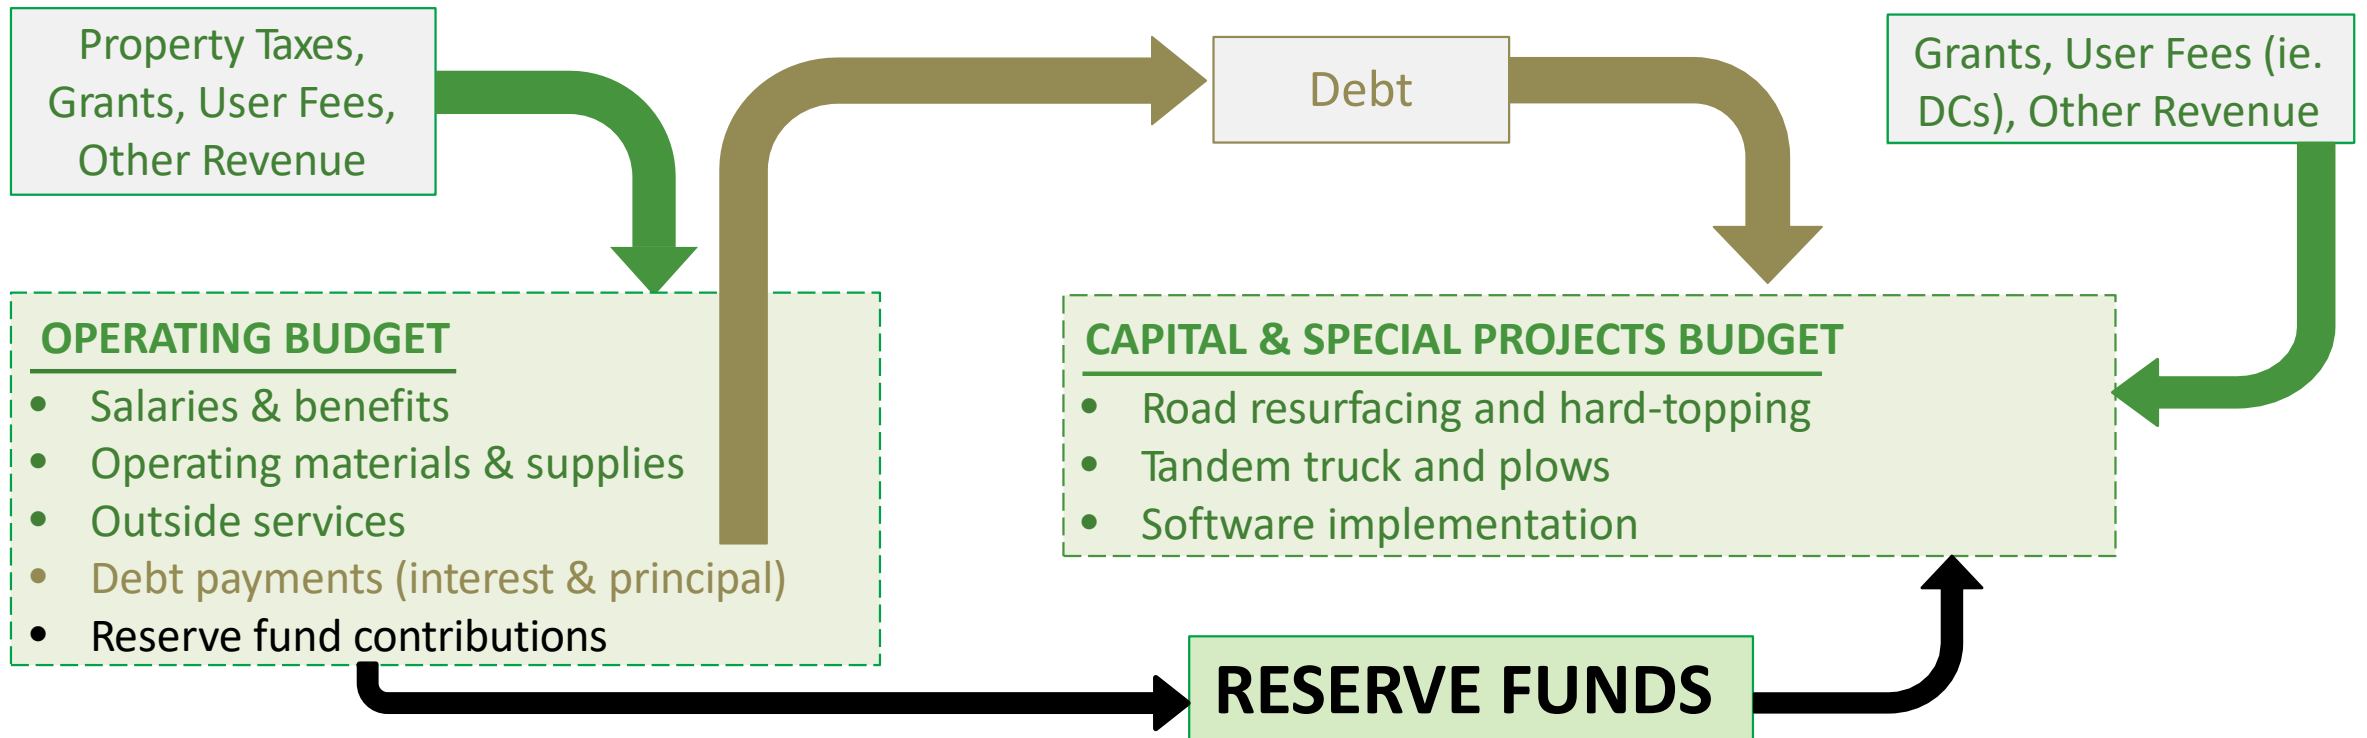 Property Taxes,
Grants, User Fees,
Other Revenue
Debt
Grants, User Fees (ie.
DCs), Other Revenue
OPERATING BUDGET
• Salaries & benefits
• Operating materials & supplies
• Outside services
• Debt payments (interest & principal)
• Reserve fund contributions
CAPITAL & SPECIAL PROJECTS BUDGET
• Road resurfacing and hard-topping
• Tandem truck and plows
• Software implementation
RESERVE FUNDS